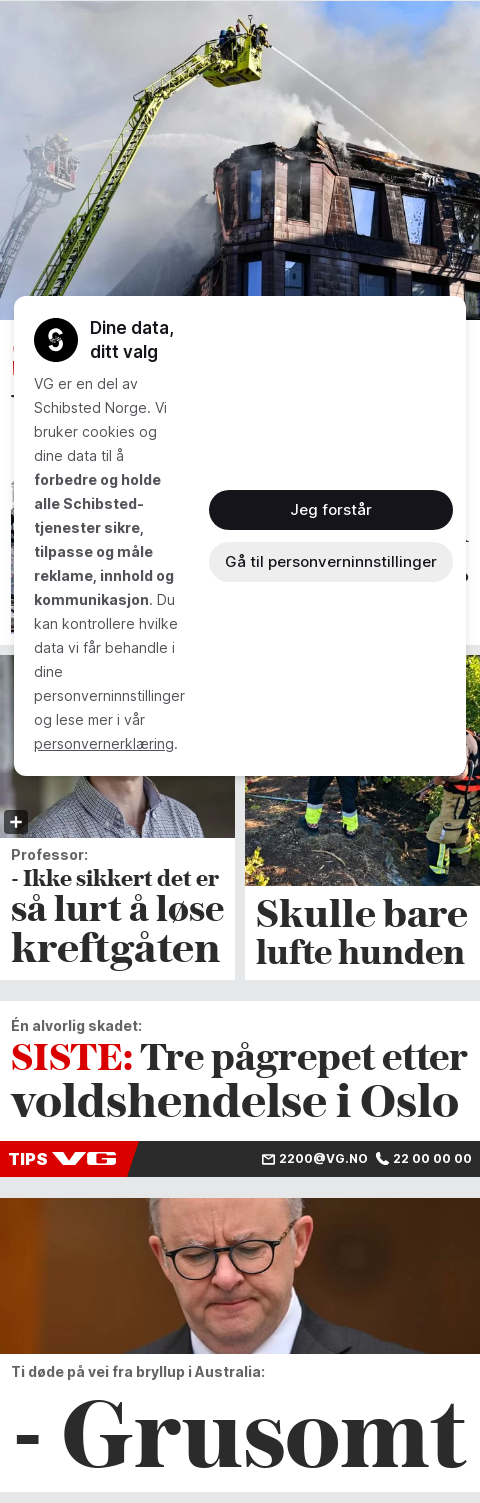 Dine data,
ditt valg
VG er en del av
Schibsted Norge. Vi
bruker cookies og
dine data til å
forbedre og holde
alle Schibsted-
tjenester sikre,
tilpasse og måle
reklame, innhold og
kommunikasjon. Du
kan kontrollere hvilke
data vi får behandle i
dine
personverninnstillinger
og lese mer i vår
personvernerklæring.
Jeg forstår
Gå til personverninnstillinger
Professor:
- Ikke sikkert det er
så lurt å løse
kreftgåten
Skulle bare
lufte hunden
Én alvorlig skadet:
SISTE: Tre pågrepet etter
voldshendelse i Oslo
TIPS VG 2200@VG.NO 22 00 00 00
Ti døde på vei fra bryllup i Australia:
- Grusomt